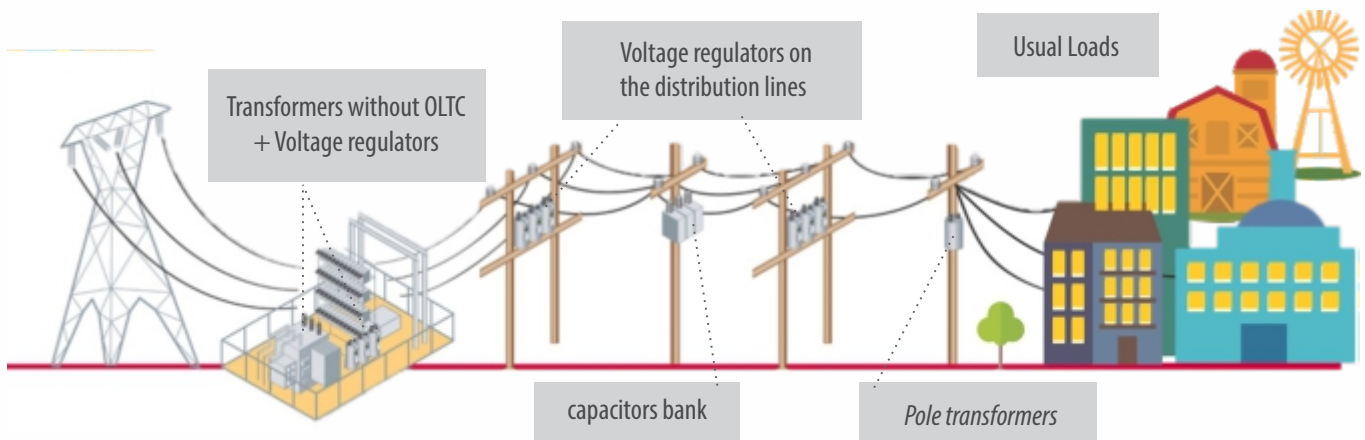 Transformers without OLTC
+ Voltage regulators
Voltage regulators on
the distribution lines
Usual Loads
capacitors bank
Pole transformers